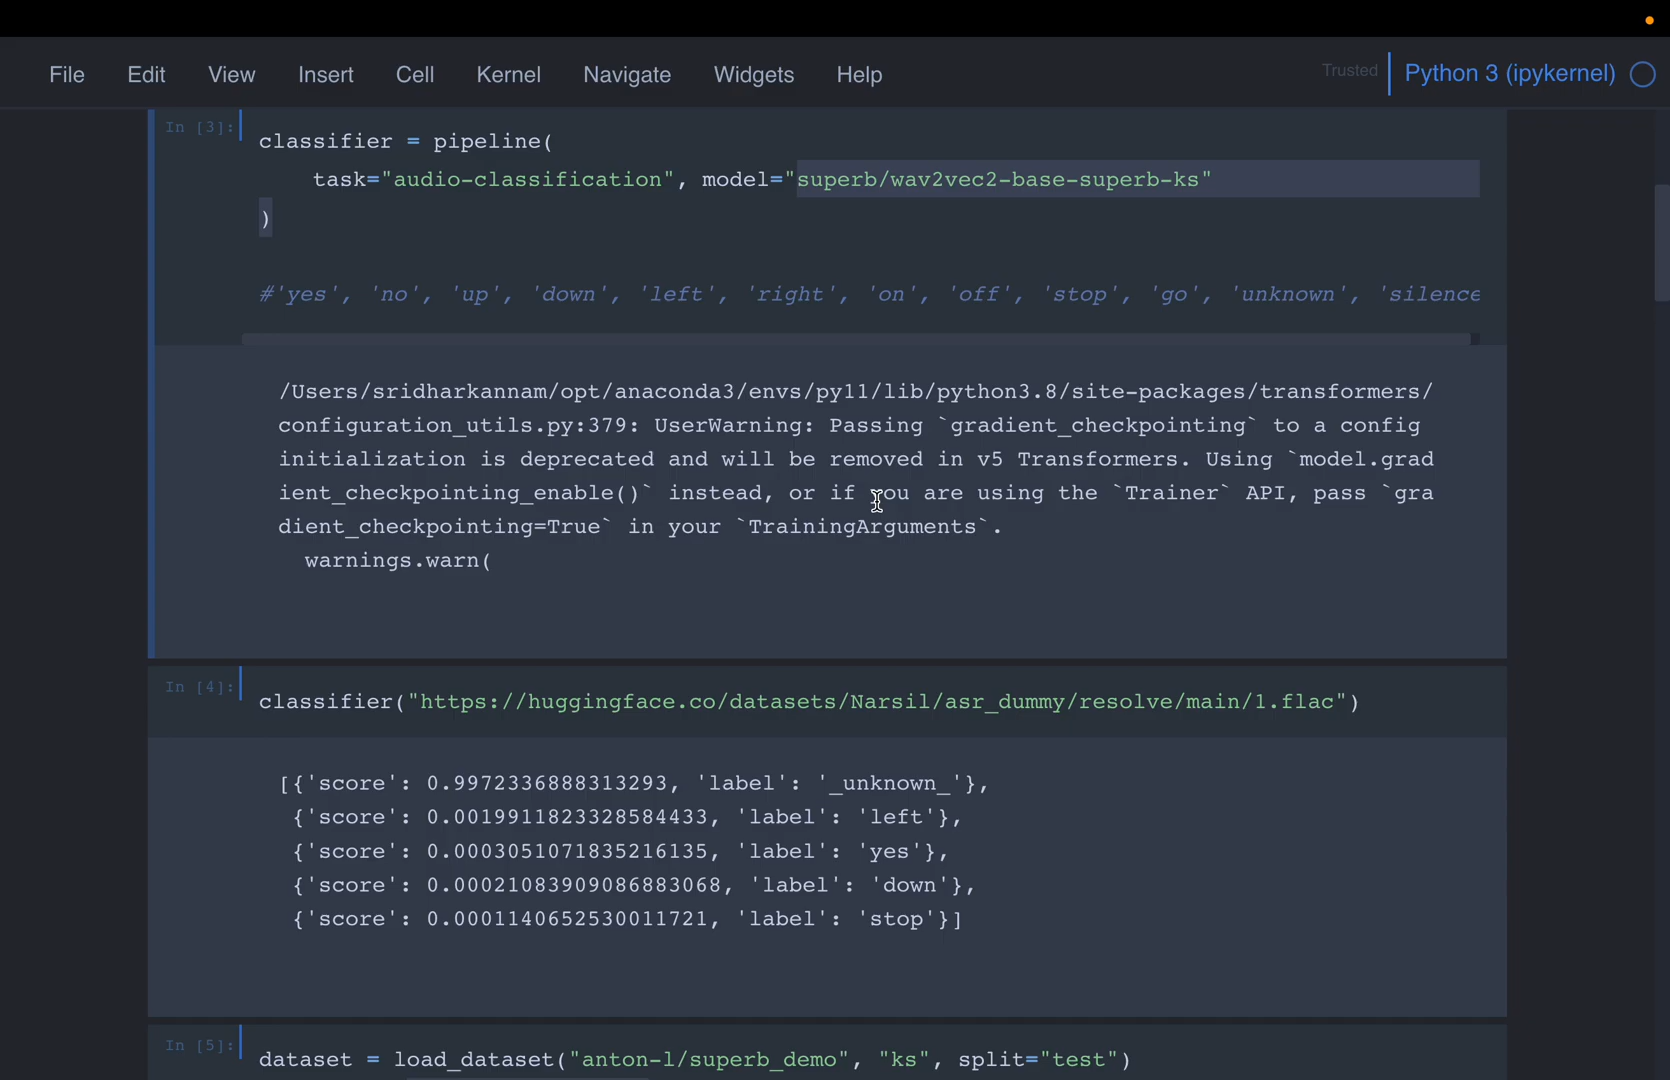 File Edit View Insert Cell Kernel Navigate Widgets Help Trusted Python 3 (ipykernel)
In [3]:
classifier = pipeline(
task="audio-classification", model="superb/wav2vec2-base-superb-ks"
)
#'yes', 'no', 'up', 'down', 'left', 'right', 'on', 'off', 'stop', 'go', 'unknown', 'silence
/Users/sridharkannam/opt/anaconda3/envs/py11/lib/python3.8/site-packages/transformers/
configuration_utils.py:379: UserWarning: Passing `gradient_checkpointing` to a config
initialization is deprecated and will be removed in v5 Transformers. Using `model.grad
ient_checkpointing_enable()` instead, or if you are using the `Trainer` API, pass `gra
dient_checkpointing=True` in your `TrainingArguments`.
warnings.warn(
In [4]:
classifier("https://huggingface.co/datasets/Narsil/asr_dummy/resolve/main/1.flac")
[{'score': 0.9972336888313293, 'label': '_unknown_'},
{'score': 0.0019911823328584433, 'label': 'left'},
{'score': 0.0003051071835216135, 'label': 'yes'},
{'score': 0.00021083909086883068, 'label': 'down'},
{'score': 0.00011406525300117​21, 'label': 'stop'}]
In [5]:
dataset = load_dataset("anton-l/superb_demo", "ks", split="test")